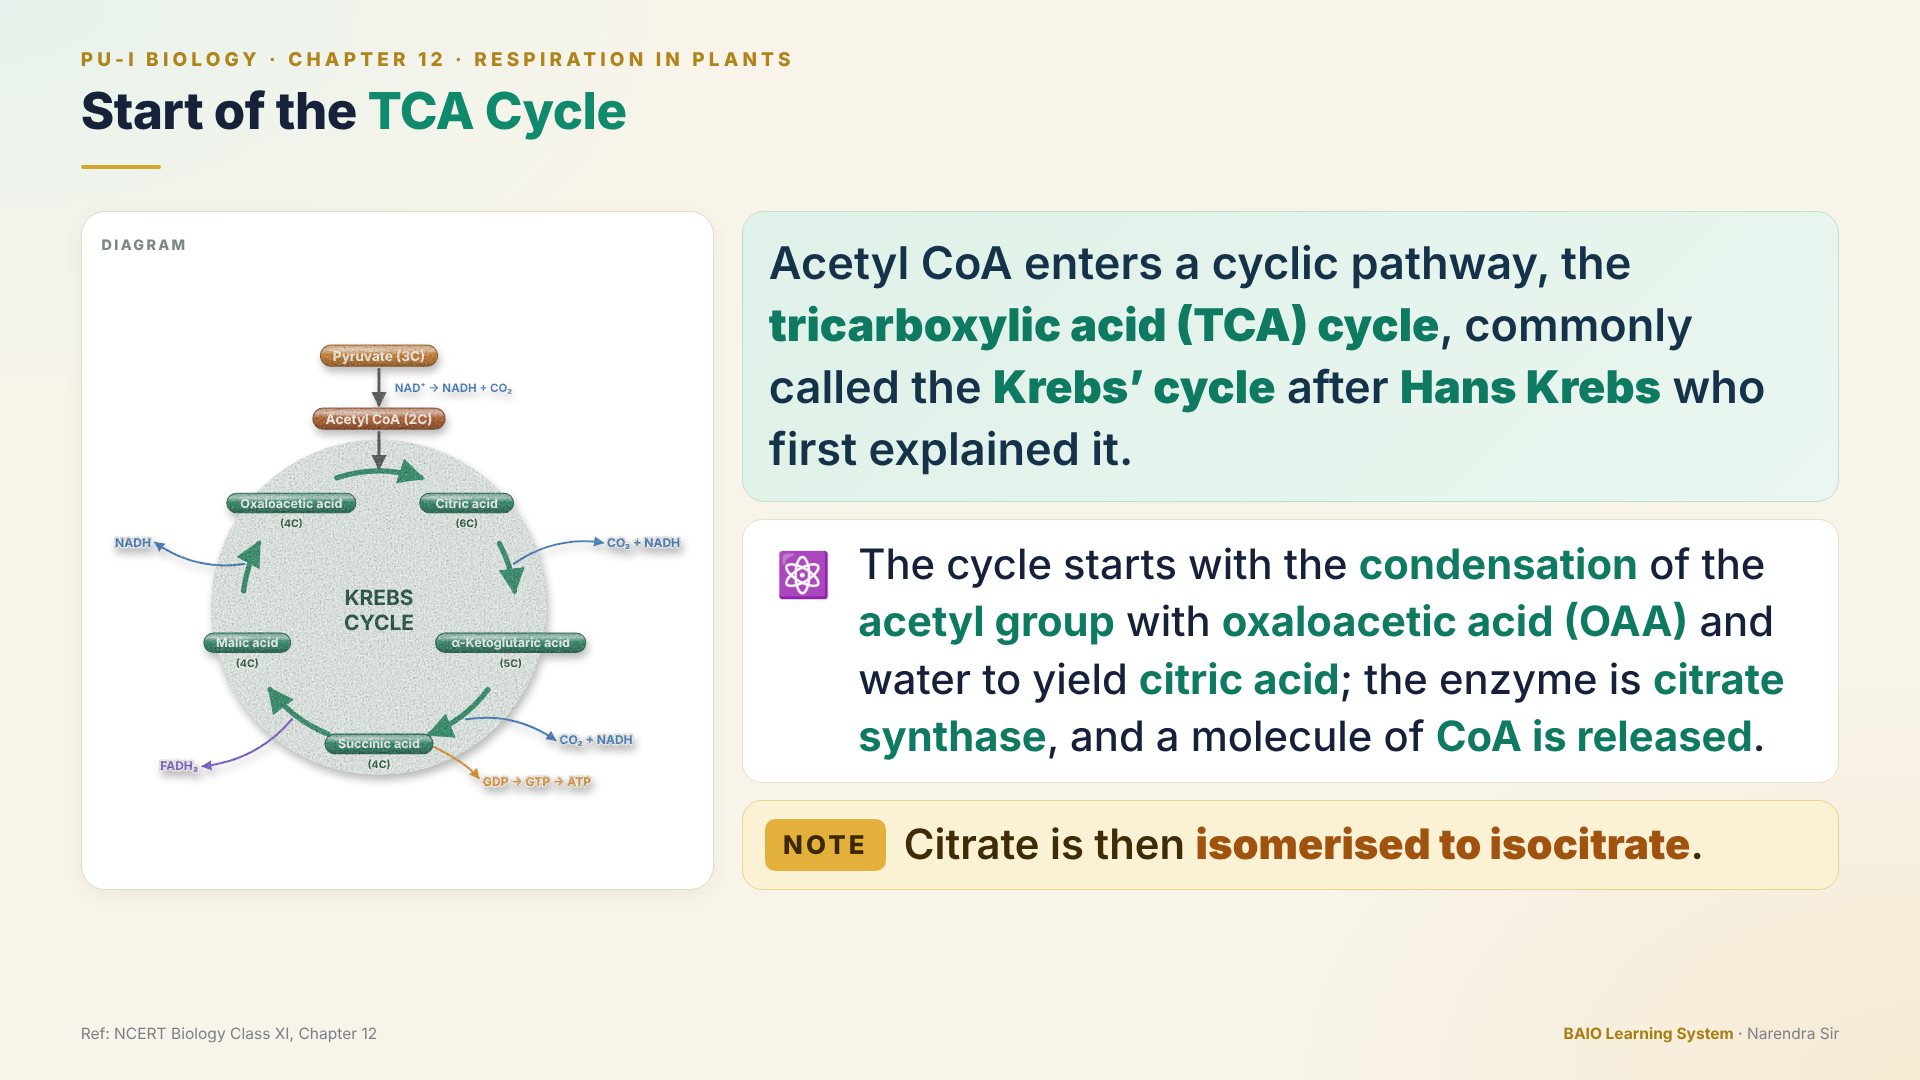 PU-I BIOLOGY · CHAPTER 12 · RESPIRATION IN PLANTS
Start of the TCA Cycle
DIAGRAM
Pyruvate (3C)
NAD⁺ → NADH + CO₂
Acetyl CoA (2C)
Oxaloacetic acid
(4C)
Citric acid
(6C)
NADH
CO₂ + NADH
KREBS
CYCLE
Malic acid
(4C)
α-Ketoglutaric acid
(5C)
Succinic acid
(4C)
CO₂ + NADH
FADH₂
GDP → GTP → ATP
Acetyl CoA enters a cyclic pathway, the
tricarboxylic acid (TCA) cycle, commonly
called the Krebs’ cycle after Hans Krebs who
first explained it.
The cycle starts with the condensation of the
acetyl group with oxaloacetic acid (OAA) and
water to yield citric acid; the enzyme is citrate
synthase, and a molecule of CoA is released.
NOTE Citrate is then isomerised to isocitrate.
Ref: NCERT Biology Class XI, Chapter 12
BAIO Learning System · Narendra Sir